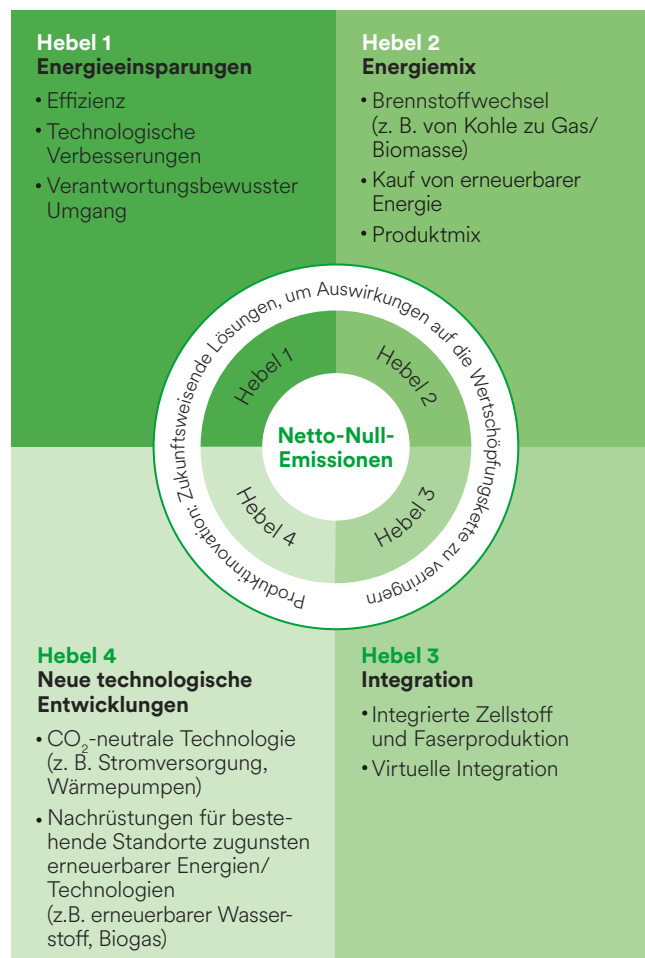 Hebel 1
Energieeinsparungen
• Effizienz
• Technologische
Verbesserungen
• Verantwortungsbewusster
Umgang
Hebel 2
Energiemix
• Brennstoffwechsel
(z. B. von Kohle zu Gas/
Biomasse)
• Kauf von erneuerbarer
Energie
• Produktmix
Produktinnovation: Zukunftsweisende Lösungen, um Auswirkungen auf die Wertschöpfungskette zu verringern
Hebel 1
Hebel 2
Netto-Null-
Emissionen
Hebel 4
Hebel 3
Hebel 4
Neue technologische
Entwicklungen
• CO₂-neutrale Technologie
(z. B. Stromversorgung,
Wärmepumpen)
• Nachrüstungen für beste-
hende Standorte zugunsten
erneuerbarer Energien/
Technologien
(z.B. erneuerbarer Wasser-
stoff, Biogas)
Hebel 3
Integration
• Integrierte Zellstoff
und Faserproduktion
• Virtuelle Integration